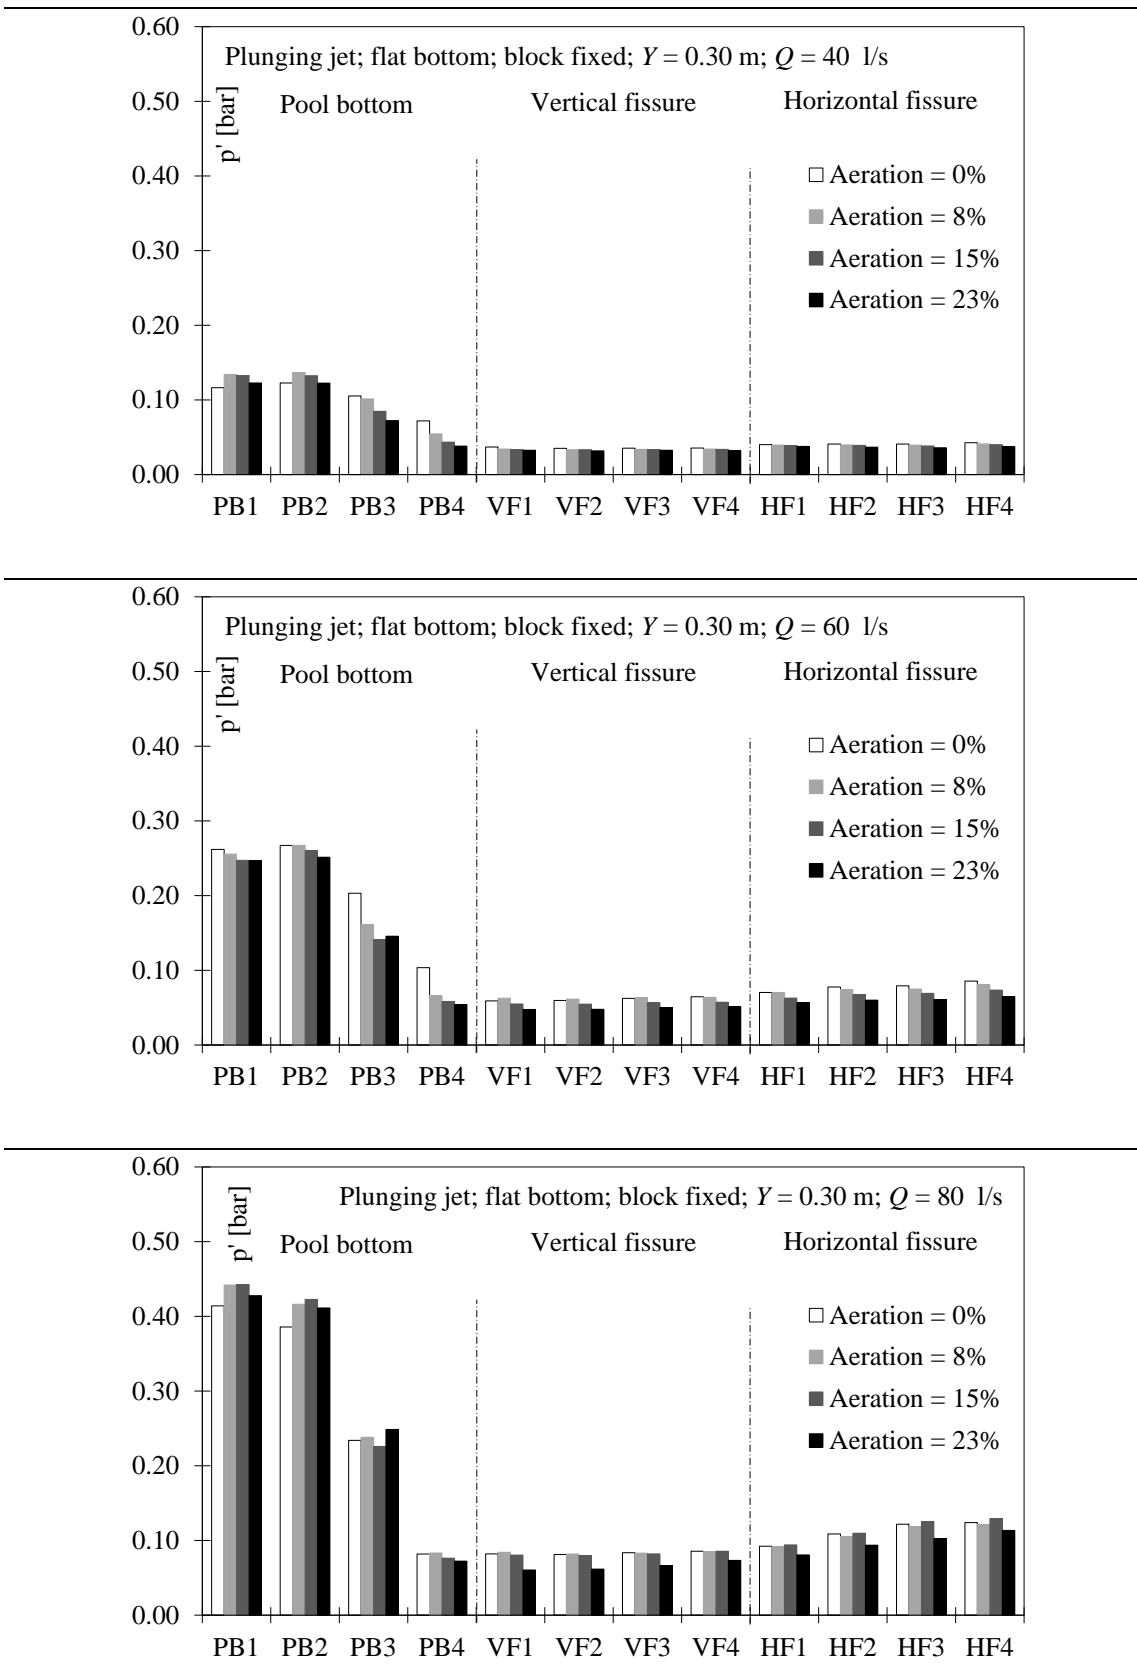 0.60
Plunging jet; flat bottom; block fixed; Y = 0.30 m; Q = 40 l/s
0.50
p' [bar]
Pool bottom
Vertical fissure
Horizontal fissure
0.40
Aeration = 0%
Aeration = 8%
0.30
Aeration = 15%
Aeration = 23%
0.20
0.10
0.00
PB1 PB2 PB3 PB4 VF1 VF2 VF3 VF4 HF1 HF2 HF3 HF4
0.60
Plunging jet; flat bottom; block fixed; Y = 0.30 m; Q = 60 l/s
0.50
p' [bar]
Pool bottom
Vertical fissure
Horizontal fissure
0.40
Aeration = 0%
Aeration = 8%
0.30
Aeration = 15%
Aeration = 23%
0.20
0.10
0.00
PB1 PB2 PB3 PB4 VF1 VF2 VF3 VF4 HF1 HF2 HF3 HF4
0.60
Plunging jet; flat bottom; block fixed; Y = 0.30 m; Q = 80 l/s
0.50
p' [bar]
Pool bottom
Vertical fissure
Horizontal fissure
0.40
Aeration = 0%
Aeration = 8%
0.30
Aeration = 15%
Aeration = 23%
0.20
0.10
0.00
PB1 PB2 PB3 PB4 VF1 VF2 VF3 VF4 HF1 HF2 HF3 HF4